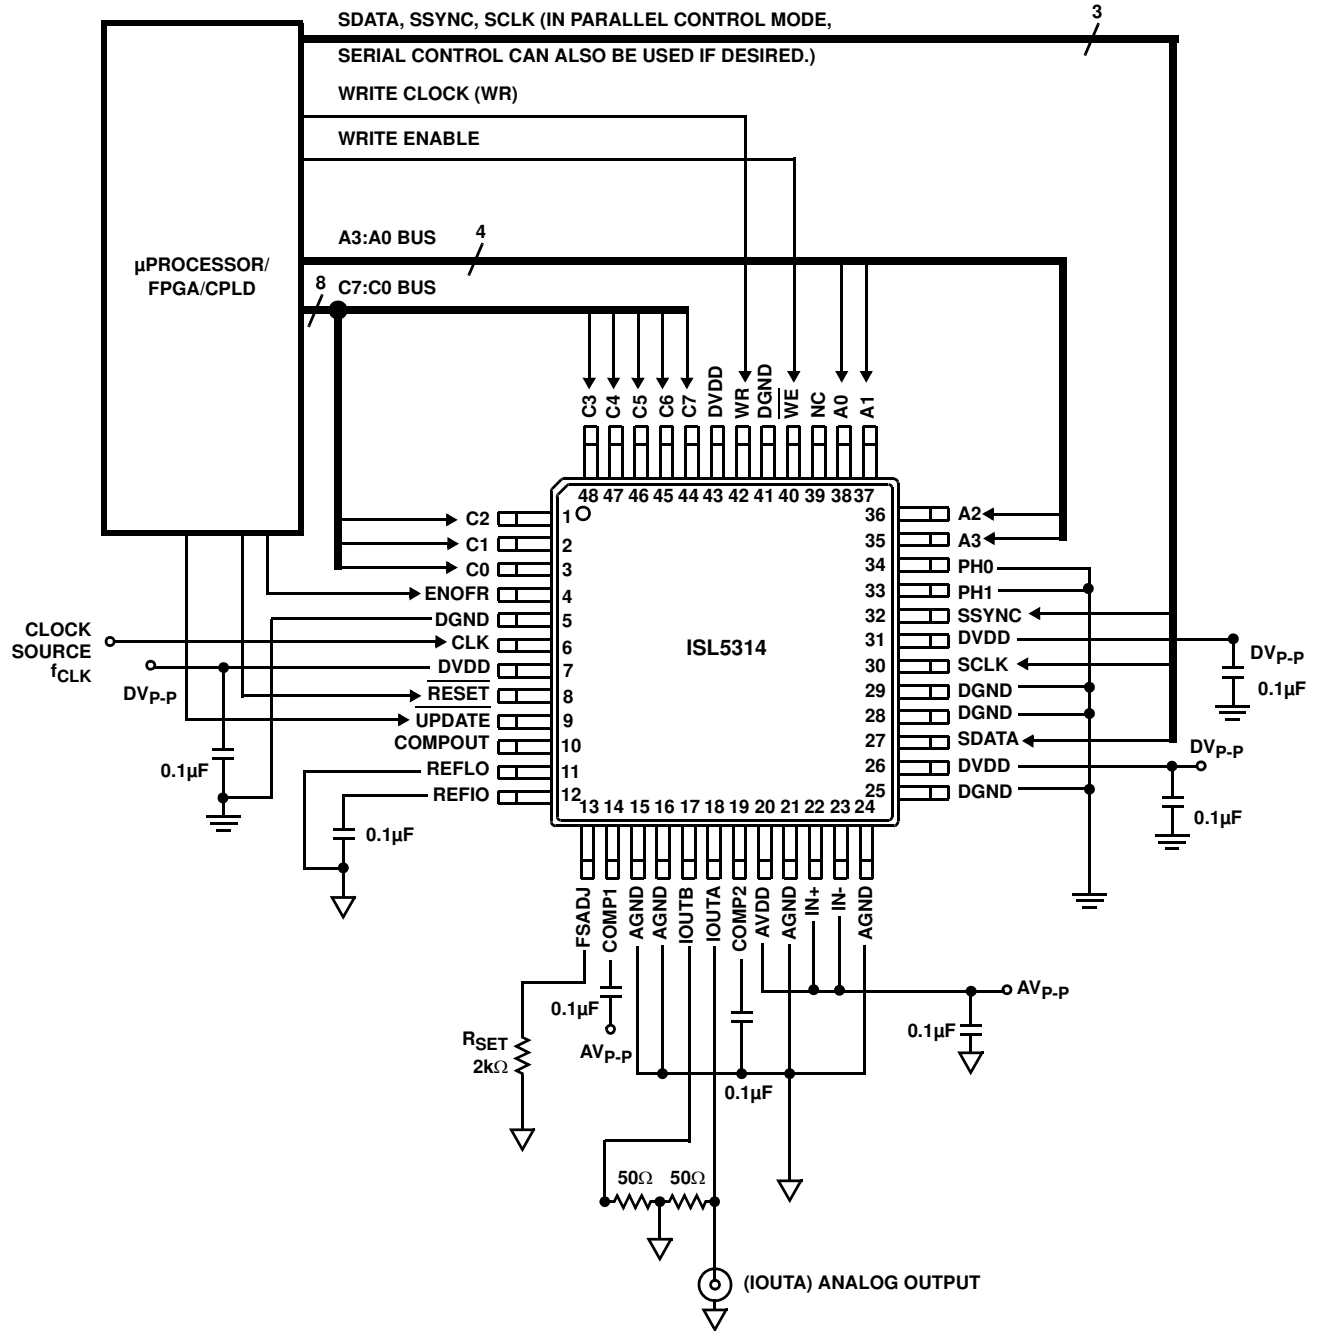 SDATA, SSYNC, SCLK (IN PARALLEL CONTROL MODE,
3
SERIAL CONTROL CAN ALSO BE USED IF DESIRED.)
WRITE CLOCK (WR)
WRITE ENABLE
A3:A0 BUS
4
µPROCESSOR/
FPGA/CPLD
8
C7:C0 BUS
C3
C4
C5
C6
C7
DVDD
WR
DGND
WE
NC
A0
A1
48
47
46
45
44
43
42
41
40
39
38
37
C2
1
C1
2
C0
3
ENOFR
4
DGND
5
CLK
6
DVDD
7
RESET
8
UPDATE
9
COMPOUT
10
REFLO
11
REFIO
12
CLOCK
SOURCE
fCLK
DVP-P
0.1µF
0.1µF
ISL5314
36
A2
35
A3
34
PH0
33
PH1
32
SSYNC
31
DVDD
30
SCLK
29
DGND
28
DGND
27
SDATA
26
DVDD
25
DGND
DVP-P
0.1µF
DVP-P
0.1µF
13
14
15
16
17
18
19
20
21
22
23
24
FSADJ
COMP1
AGND
AGND
IOUTB
IOUTA
COMP2
AVDD
AGND
IN+
IN-
AGND
0.1µF
AVP-P
RSET
2kΩ
0.1µF
AVP-P
0.1µF
50Ω
50Ω
(IOUTA) ANALOG OUTPUT